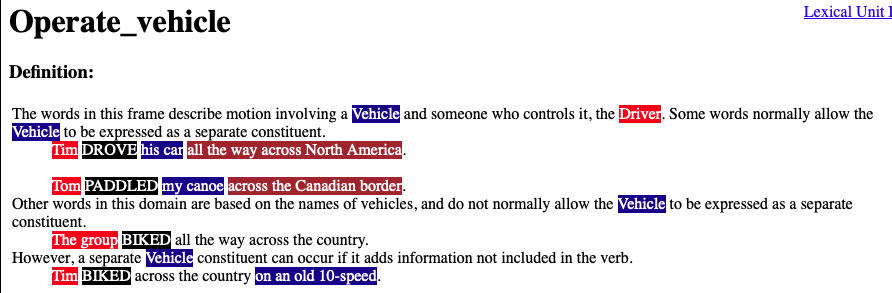 Operate_vehicle
Lexical Unit
Definition:
The words in this frame describe motion involving a Vehicle and someone who controls it, the Driver. Some words normally allow the
Vehicle to be expressed as a separate constituent.
Tim DROVE his car all the way across North America.
Tom PADDLED my canoe across the Canadian border.
Other words in this domain are based on the names of vehicles, and do not normally allow the Vehicle to be expressed as a separate
constituent.
The group BIKED all the way across the country.
However, a separate Vehicle constituent can occur if it adds information not included in the verb.
Tim BIKED across the country on an old 10-speed.